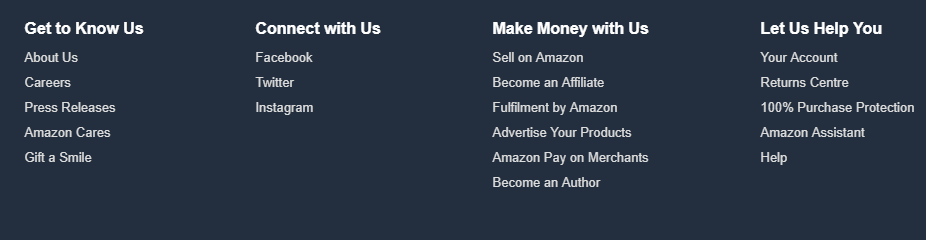 Get to Know Us
About Us
Careers
Press Releases
Amazon Cares
Gift a Smile
Connect with Us
Facebook
Twitter
Instagram
Make Money with Us
Sell on Amazon
Become an Affiliate
Fulfilment by Amazon
Advertise Your Products
Amazon Pay on Merchants
Become an Author
Let Us Help You
Your Account
Returns Centre
100% Purchase Protection
Amazon Assistant
Help